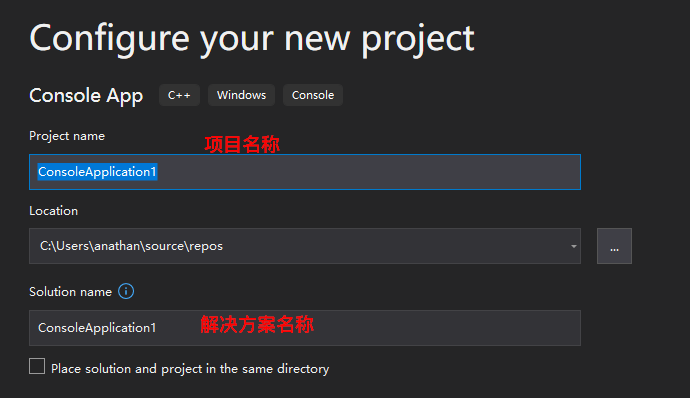 Configure your new project
Console App C++ Windows Console
Project name
项目名称
ConsoleApplication1
Location
C:\Users\anathan\source\repos
...
Solution name
ConsoleApplication1 解决方案名称
Place solution and project in the same directory